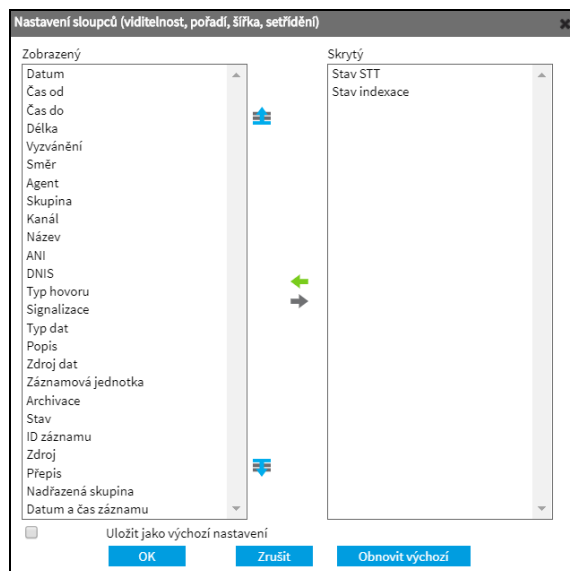 Nastavení sloupců (viditelnost, pořadí, šířka, setřídění)
Zobrazený
Datum
Čas od
Čas do
Délka
Vyzvánění
Směr
Agent
Skupina
Kanál
Název
ANI
DNIS
Typ hovoru
Signalizace
Typ dat
Popis
Zdroj dat
Záznamová jednotka
Archivace
Stav
ID záznamu
Zdroj
Přepis
Nadřazená skupina
Datum a čas záznamu
Skrytý
Stav STT
Stav indexace
Uložit jako výchozí nastavení
OK
Zrušit
Obnovit výchozí